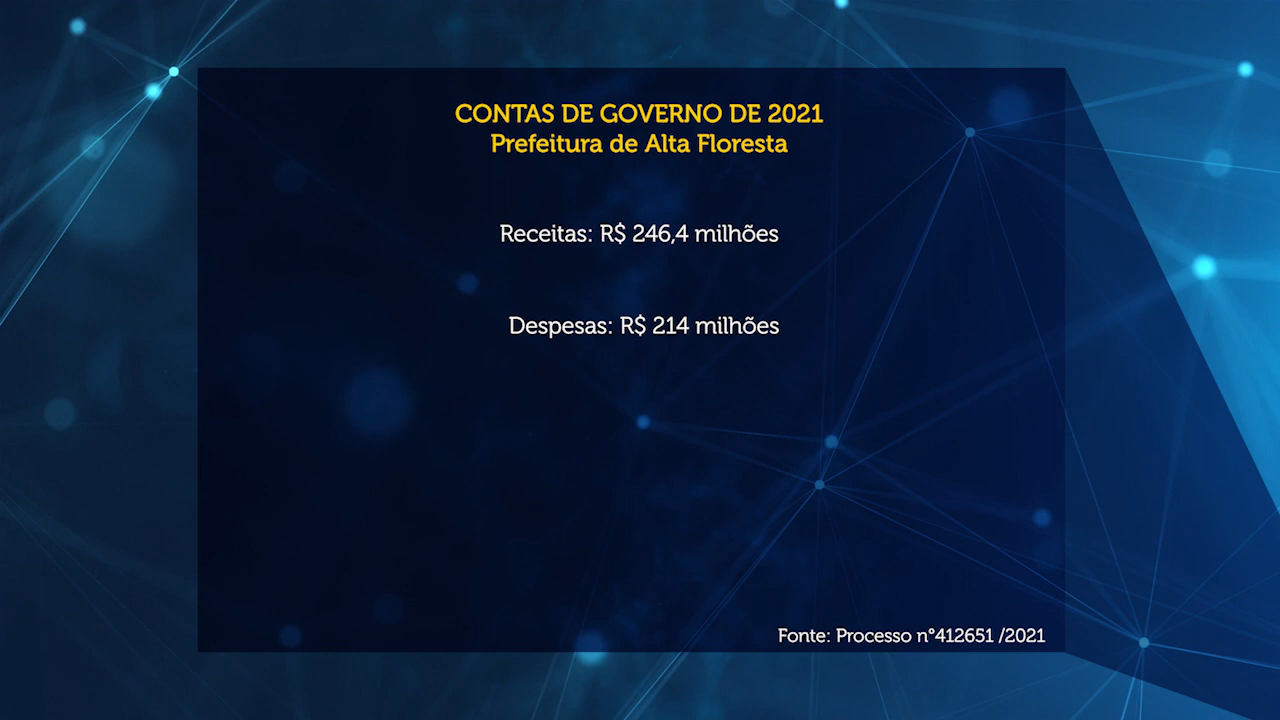 CONTAS DE GOVERNO DE 2021
Prefeitura de Alta Floresta
Receitas: R$ 246,4 milhões
Despesas: R$ 214 milhões
Fonte: Processo n°412651 /2021